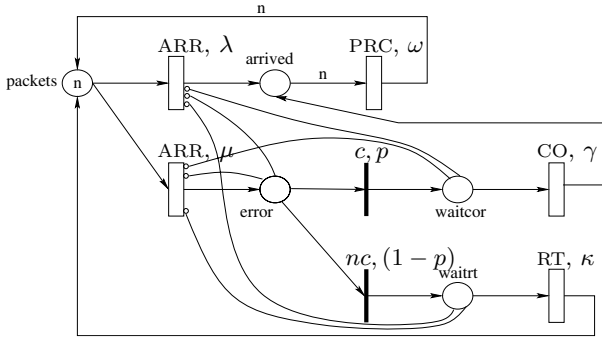 n
ARR, λ
arrived
PRC, ω
packets
n
n
ARR, μ
c, p
CO, γ
error
waitcor
nc, (1 − p)
waitrt
RT, κ
n